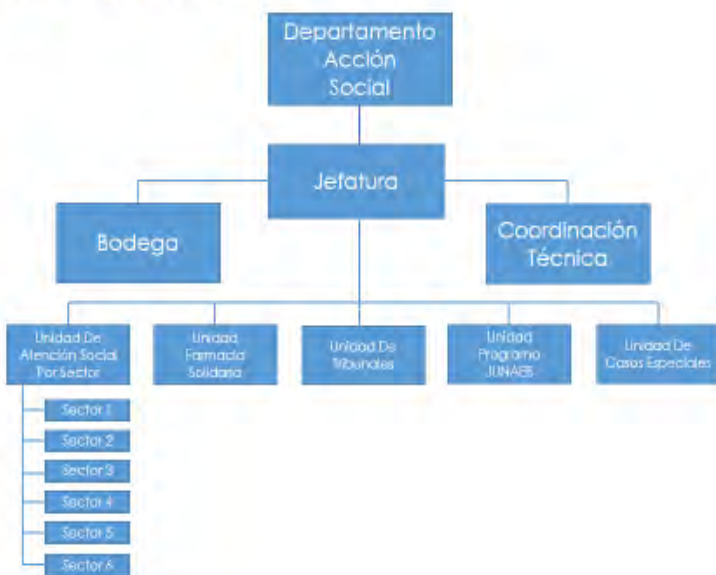 Departamento
Acción
Social
Jefatura
Bodega
Coordinación
Técnica
Unidad De
Atención Social
Por Sector
Unidad
Farmacia
Solidaria
Unidad De
Tribunales
Unidad
Programa
JUNAEB
Unidad De
Casos Especiales
Sector 1
Sector 2
Sector 3
Sector 4
Sector 5
Sector 6